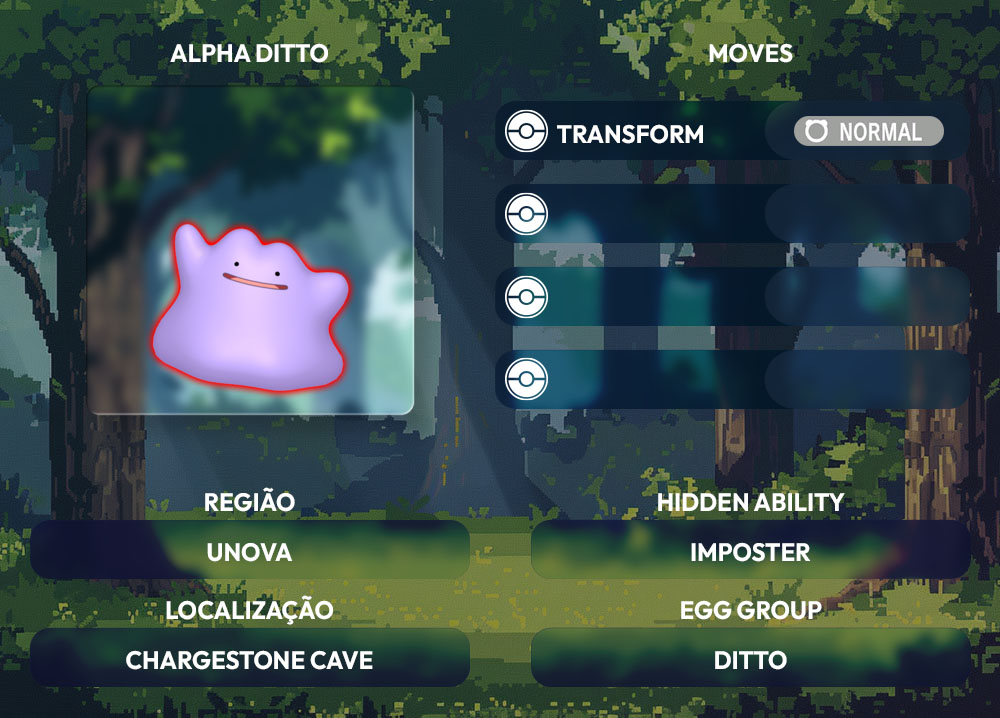 ALPHA DITTO
MOVES
TRANSFORM
NORMAL
REGIÃO
UNOVA
HIDDEN ABILITY
IMPOSTER
LOCALIZAÇÃO
CHARGESTONE CAVE
EGG GROUP
DITTO